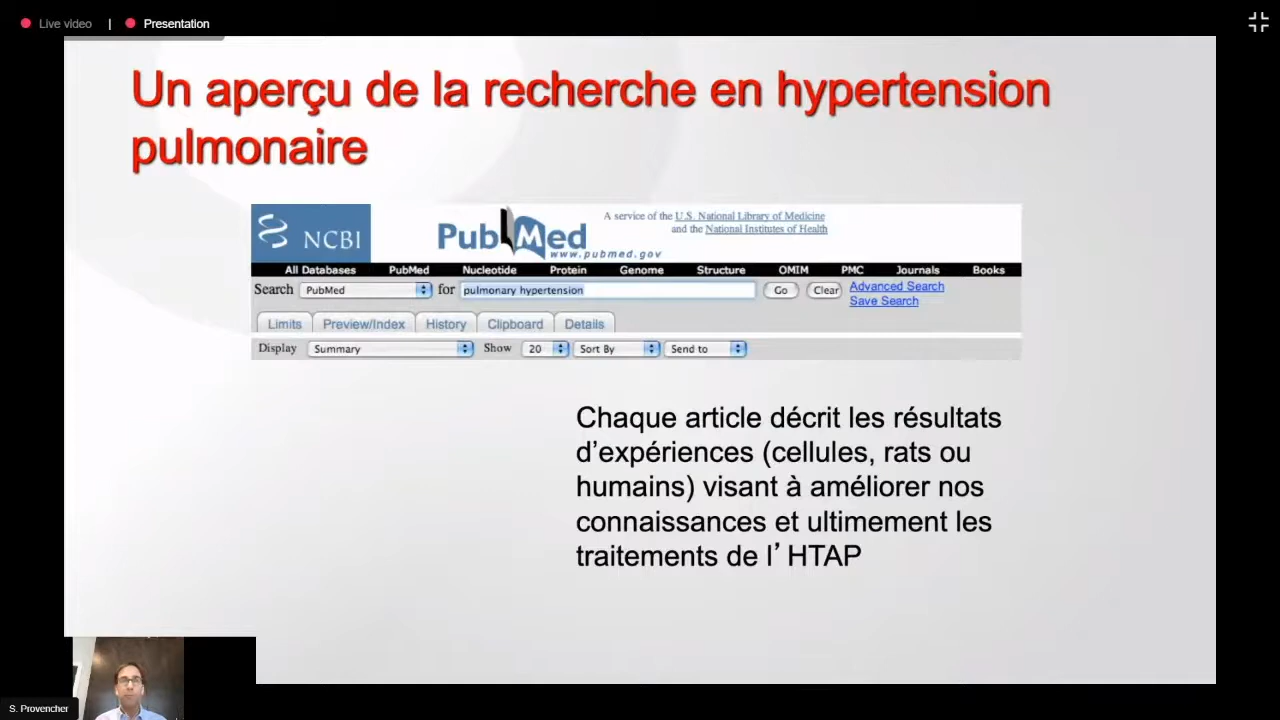 Live video | Presentation
Un aperçu de la recherche en hypertension
pulmonaire
NCBI
PubMed
www.pubmed.gov
A service of the U.S. National Library of Medicine
and the National Institutes of Health
All Databases PubMed Nucleotide Protein Genome Structure OMIM PMC Journals Books
Search PubMed for pulmonary hypertension Go Clear Advanced Search
Save Search
Limits Preview/Index History Clipboard Details
Display Summary Show 20 Sort By Send to
Chaque article décrit les résultats
d’expériences (cellules, rats ou
humains) visant à améliorer nos
connaissances et ultimement les
traitements de l’HTAP
S. Provencher